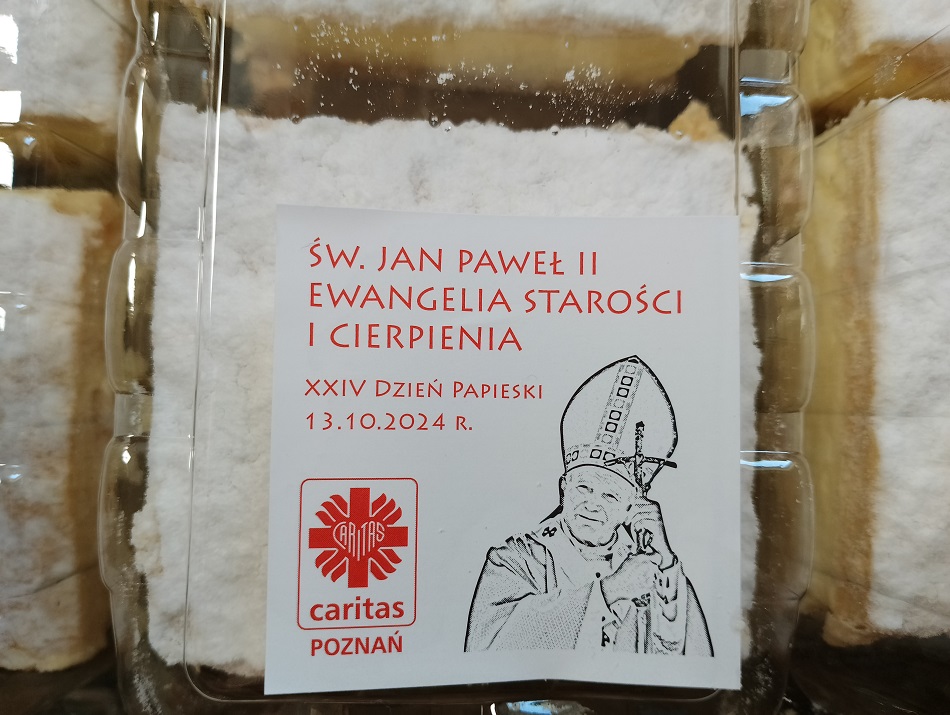 ŚW. JAN PAWEŁ II
EWANGELIA STAROŚCI
I CIERPIENIA
XXIV DZIEŃ PAPIESKI
13.10.2024 R.
CARITAS
caritas
POZNAŃ